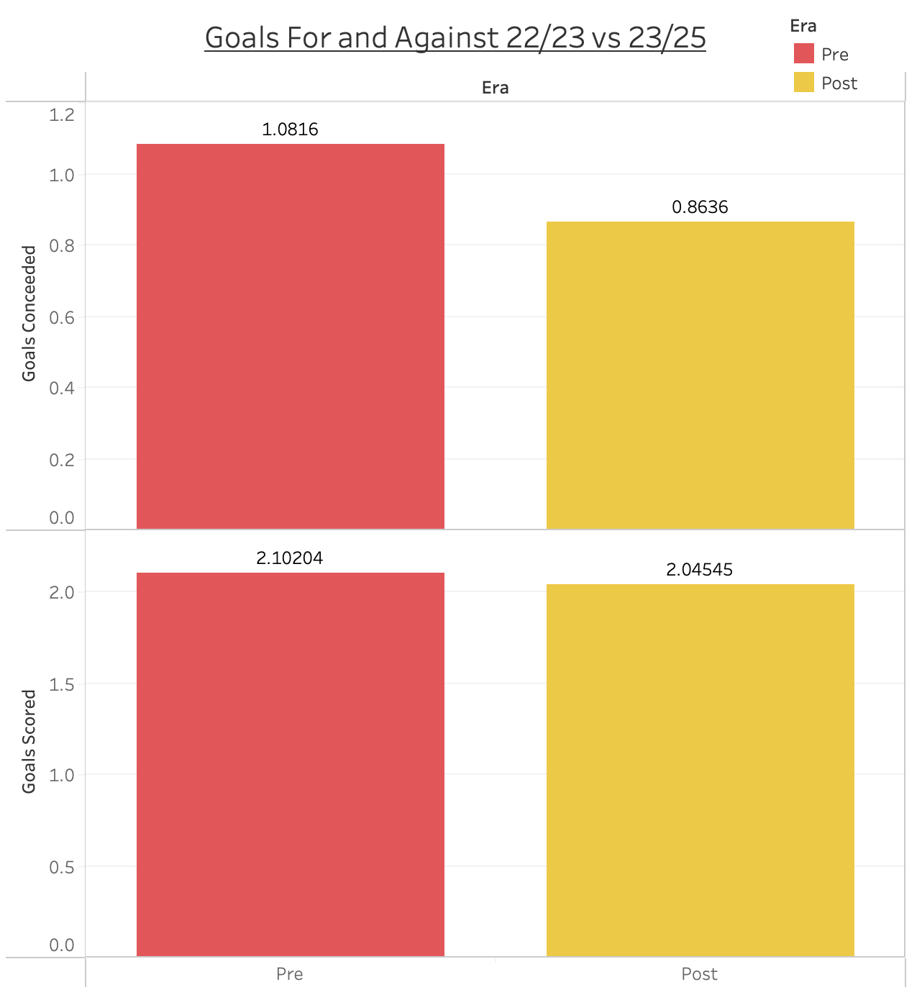 Goals For and Against 22/23 vs 23/25
Era
Pre
Post
Era
1.2
1.0
0.8
0.6
0.4
0.2
0.0
Goals Conceeded
1.0816
0.8636
2.0
1.5
1.0
0.5
0.0
Goals Scored
2.10204
2.04545
Pre
Post